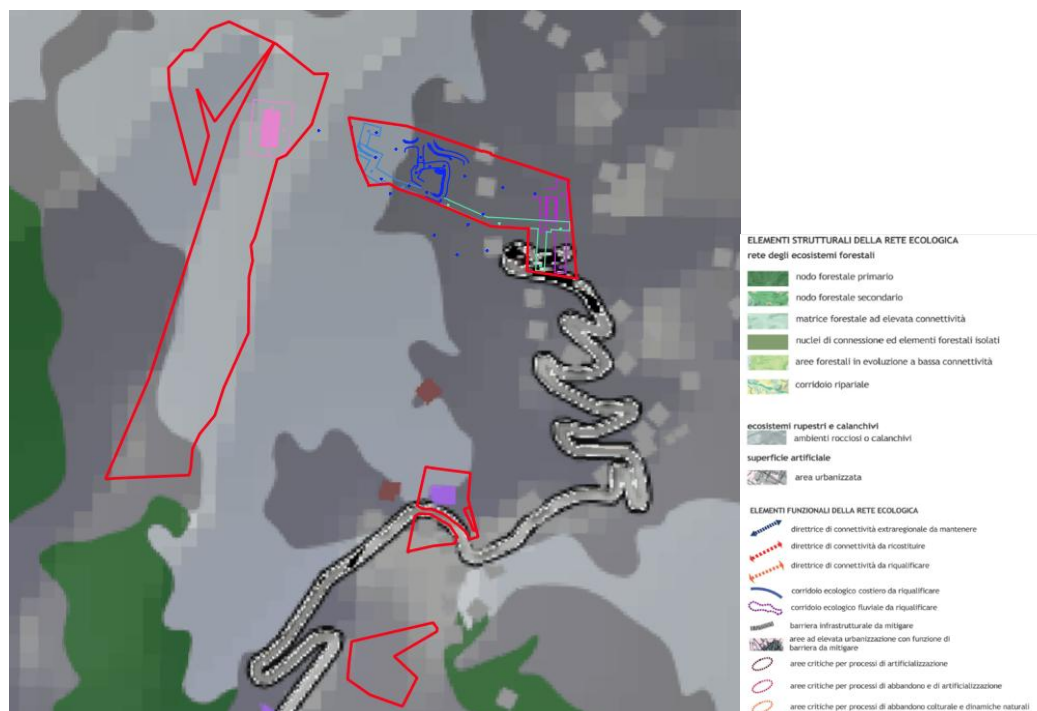 ELEMENTI STRUTTURALI DELLA RETE ECOLOGICA
rete degli ecosistemi forestali
nodo forestale primario
nodo forestale secondario
matrice forestale ad elevata connettività
nuclei di connessione ed elementi forestali isolati
aree forestali in evoluzione a bassa connettività
corridoio ripariale
ecosistemi rupestri e calanchivi
ambienti rocciosi o calanchivi
superficie artificiale
area urbanizzata
ELEMENTI FUNZIONALI DELLA RETE ECOLOGICA
direttrice di connettività extraregionale da mantenere
direttrice di connettività da ricostituire
direttrice di connettività da riqualificare
corridoio ecologico costiero da riqualificare
corridoio ecologico fluviale da riqualificare
barriera infrastrutturale da mitigare
aree ad elevata urbanizzazione con funzione di
barriera da mitigare
aree critiche per processi di artificializzazione
aree critiche per processi di abbandono e di artificializzazione
aree critiche per processi di abbandono colturale e dinamiche naturali